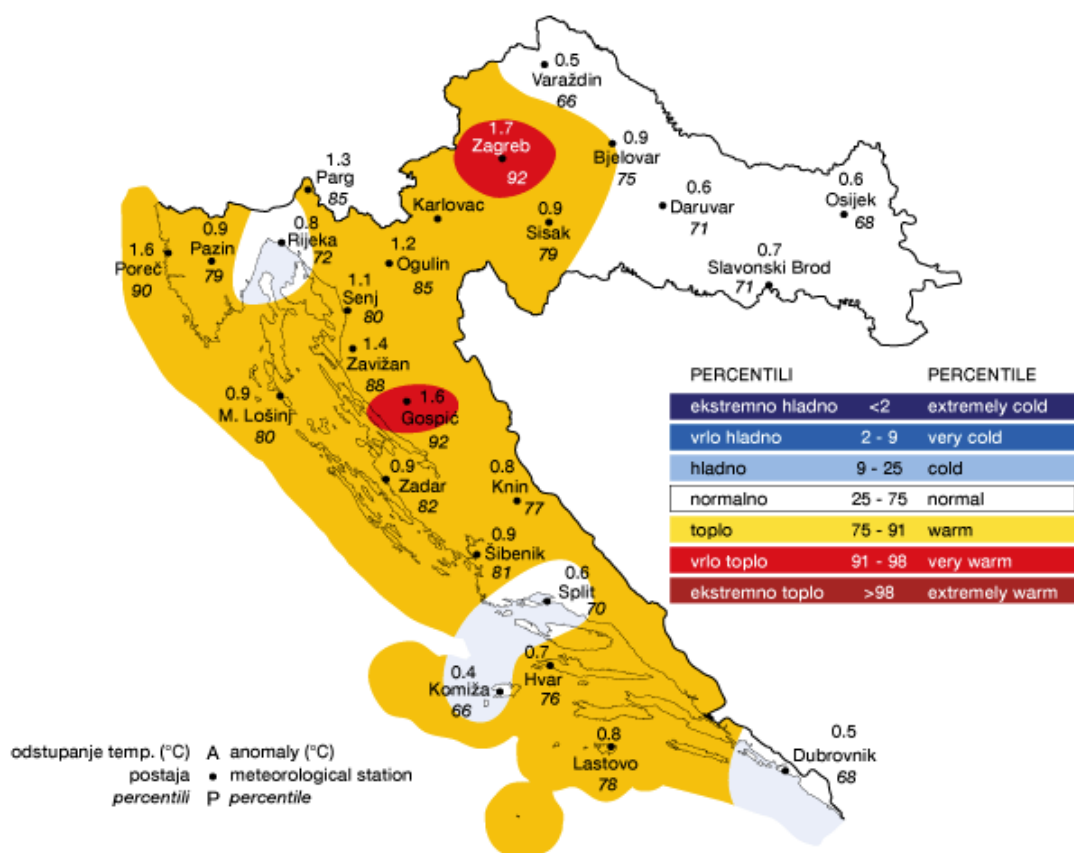 0.5
Varaždin
66
1.7
Zagreb
92
0.9
Bjelovar
75
1.3
Parg
85
Karlovac
0.6
Daruvar
71
0.6
Osijek
68
0.9
Sisak
79
0.8
Rijeka
72
0.9
Pazin
79
1.6
Poreč
90
1.2
Ogulin
85
0.7
Slavonski Brod
71
1.1
Senj
80
1.4
Zavižan
88
0.9
M. Lošinj
80
1.6
Gospić
92
0.9
Zadar
82
0.8
Knin
77
0.9
Šibenik
81
0.6
Split
70
0.7
Hvar
76
0.4
Komiža
66
0.8
Lastovo
78
0.5
Dubrovnik
68
PERCENTILI PERCENTILE
ekstremno hladno <2 extremely cold
vrlo hladno 2 - 9 very cold
hladno 9 - 25 cold
normalno 25 - 75 normal
toplo 75 - 91 warm
vrlo toplo 91 - 98 very warm
ekstremno toplo >98 extremely warm
odstupanje temp. (°C) A anomaly (°C)
postaja • meteorological station
percentili P percentile